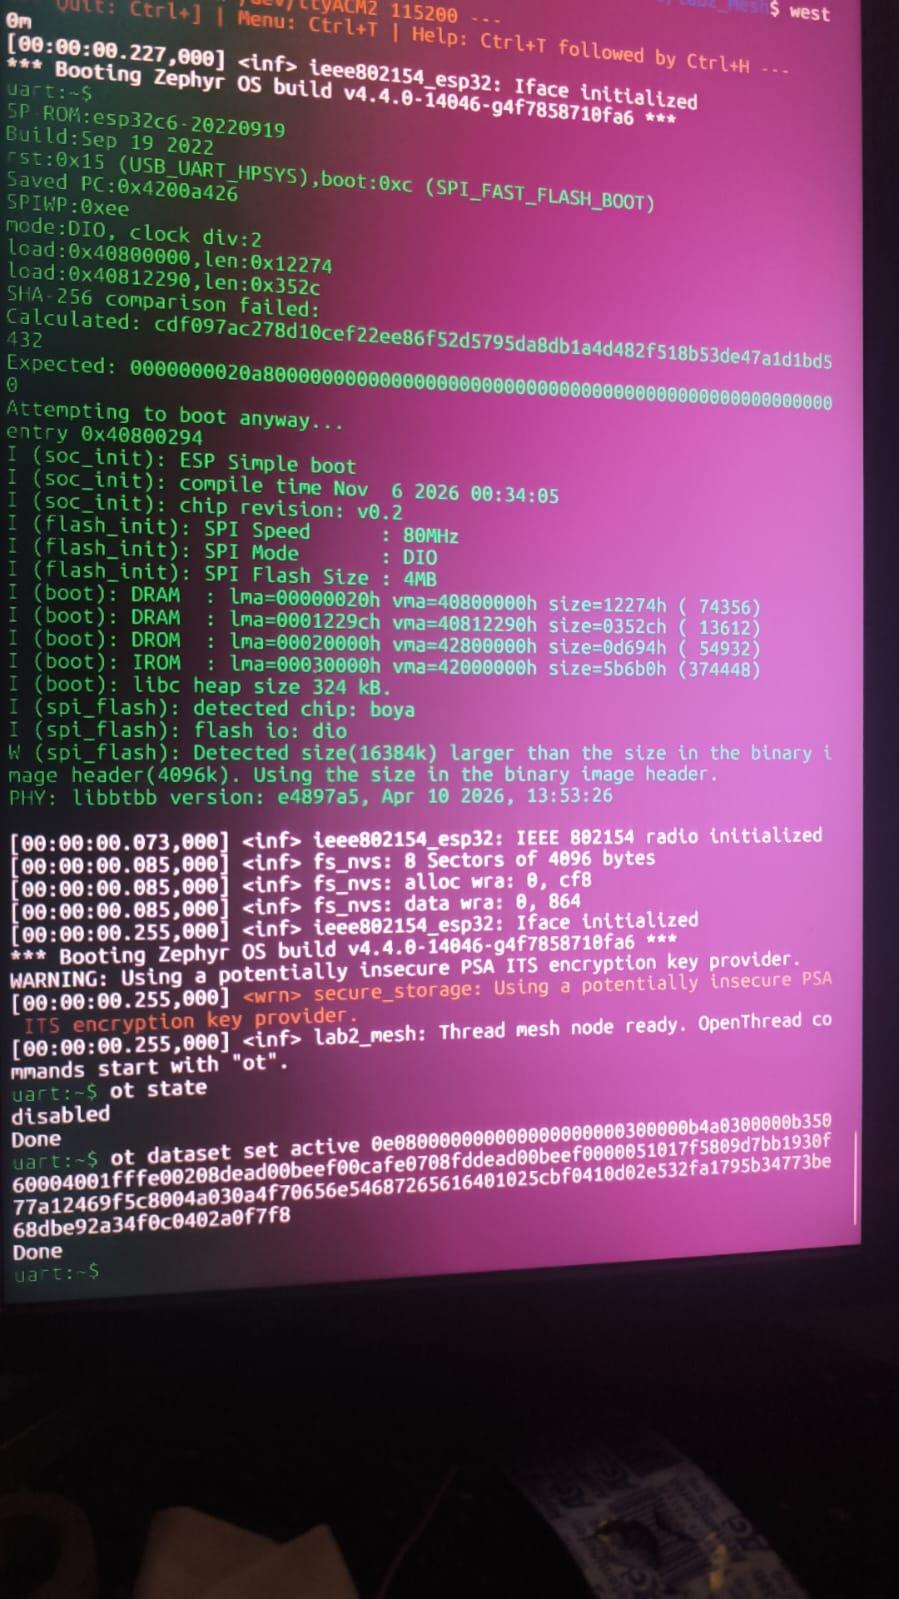 Quit: Ctrl+] | Menu: Ctrl+T | Help: Ctrl+T followed by Ctrl+H ---
/dev/ttyACM2 115200 ---
$ west
0m
[00:00:00.227,000] <inf> ieee802154_esp32: Iface initialized
*** Booting Zephyr OS build v4.4.0-14046-g4f7858710fa6 ***
uart:~$
SP-ROM:esp32c6-20220919
Build:Sep 19 2022
rst:0x15 (USB_UART_HPSYS),boot:0xc (SPI_FAST_FLASH_BOOT)
Saved PC:0x4200a426
SPIWP:0xee
mode:DIO, clock div:2
load:0x40800000,len:0x12274
load:0x40812290,len:0x352c
SHA-256 comparison failed:
Calculated: cdf097ac278d10cef22ee86f52d5795da8db1a4d482f518b53de47a1d1bd5
432
Expected:
0
Attempting to boot anyway...
entry 0x40800294
I (soc_init): ESP Simple boot
I (soc_init): compile time Nov  6 2026 00:34:05
I (soc_init): chip revision: v0.2
I (flash_init): SPI Speed      : 80MHz
I (flash_init): SPI Mode       : DIO
I (flash_init): SPI Flash Size : 4MB
I (boot): DRAM  : lma=00000020h vma=40800000h size=12274h ( 74356)
I (boot): DRAM  : lma=0001229ch vma=40812290h size=0352ch ( 13612)
I (boot): DROM  : lma=00020000h vma=42800000h size=0d694h ( 54932)
I (boot): IROM  : lma=00030000h vma=42000000h size=5b6b0h (374448)
I (boot): libc heap size 324 kB.
I (spi_flash): detected chip: boya
I (spi_flash): flash io: dio
W (spi_flash): Detected size(16384k) larger than the size in the binary i
mage header(4096k). Using the size in the binary image header.
PHY: libbtbb version: e4897a5, Apr 10 2026, 13:53:26
[00:00:00.073,000] <inf> ieee802154_esp32: IEEE 802154 radio initialized
[00:00:00.085,000] <inf> fs_nvs: 8 Sectors of 4096 bytes
[00:00:00.085,000] <inf> fs_nvs: alloc wra: 0, cf8
[00:00:00.085,000] <inf> fs_nvs: data wra: 0, 864
[00:00:00.255,000] <inf> ieee802154_esp32: Iface initialized
*** Booting Zephyr OS build v4.4.0-14046-g4f7858710fa6 ***
WARNING: Using a potentially insecure PSA ITS encryption key provider.
[00:00:00.255,000] <wrn> secure_storage: Using a potentially insecure PSA
 ITS encryption key provider.
[00:00:00.255,000] <inf> lab2_mesh: Thread mesh node ready. OpenThread co
mmands start with "ot".
uart:~$ ot state
disabled
Done
uart:~$ ot dataset set active
60004001fffe00208dead00beef00cafe0708fddead00beef0000051017f5809d7bb1930f
77a12469f5c8004a030a4f70656e54687265616401025cbf0410d02e532fa1795b34773be
68dbe92a34f0c0402a0f7f8
Done
uart:~$